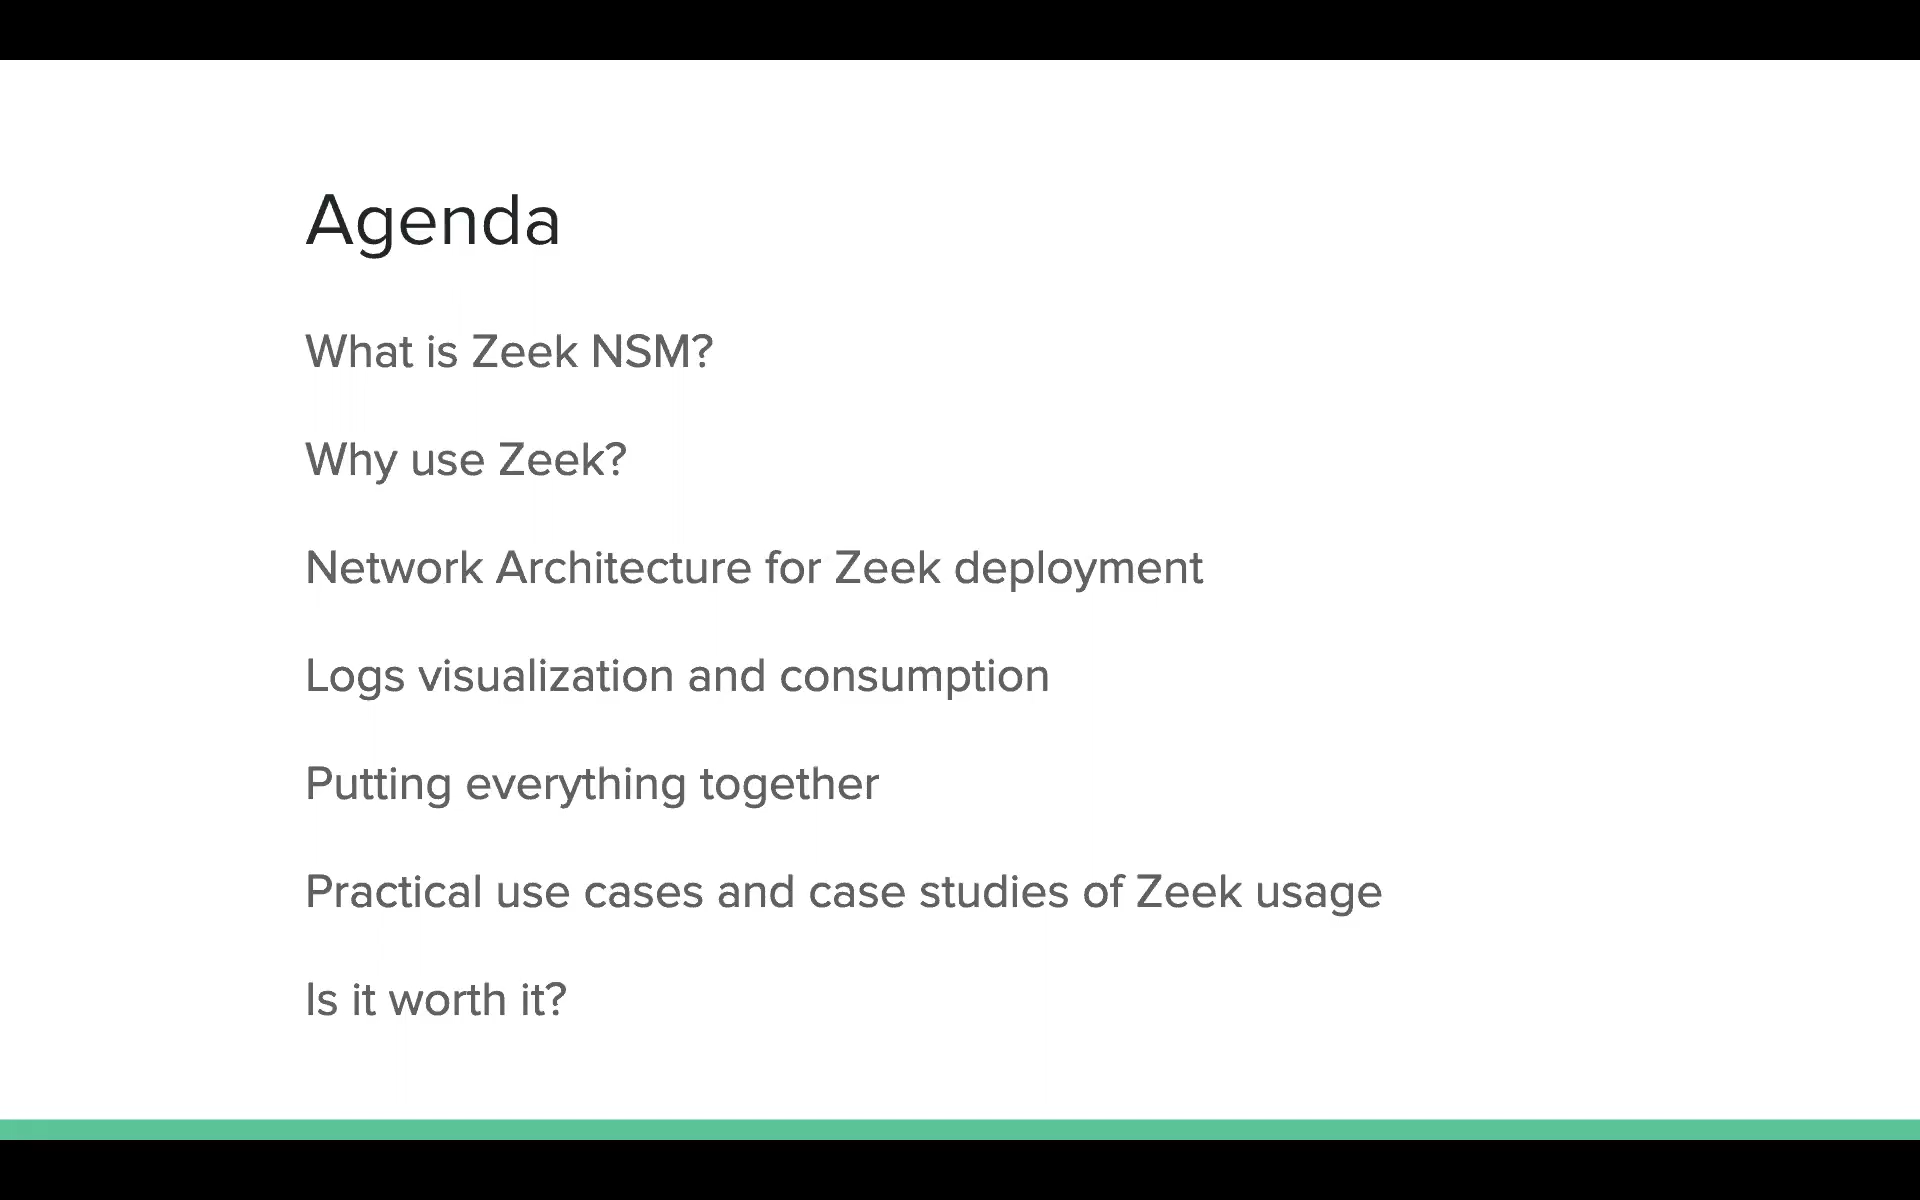 Agenda
What is Zeek NSM?
Why use Zeek?
Network Architecture for Zeek deployment
Logs visualization and consumption
Putting everything together
Practical use cases and case studies of Zeek usage
Is it worth it?